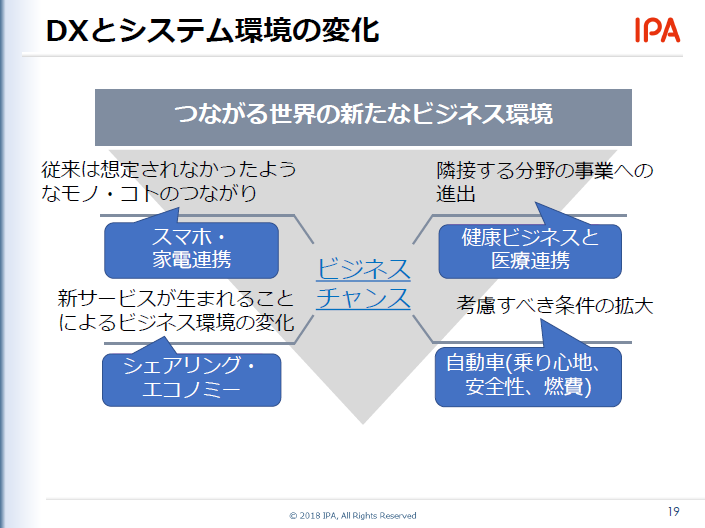 DXとシステム環境の変化
IPA
つながる世界の新たなビジネス環境
従来は想定されなかったよう
なモノ・コトのつながり
スマホ・
家電連携
隣接する分野の事業への
進出
健康ビジネスと
医療連携
ビジネス
チャンス
新サービスが生まれること
によるビジネス環境の変化
シェアリング・
エコノミー
考慮すべき条件の拡大
自動車(乗り心地、
安全性、燃費)
© 2018 IPA, All Rights Reserved
19